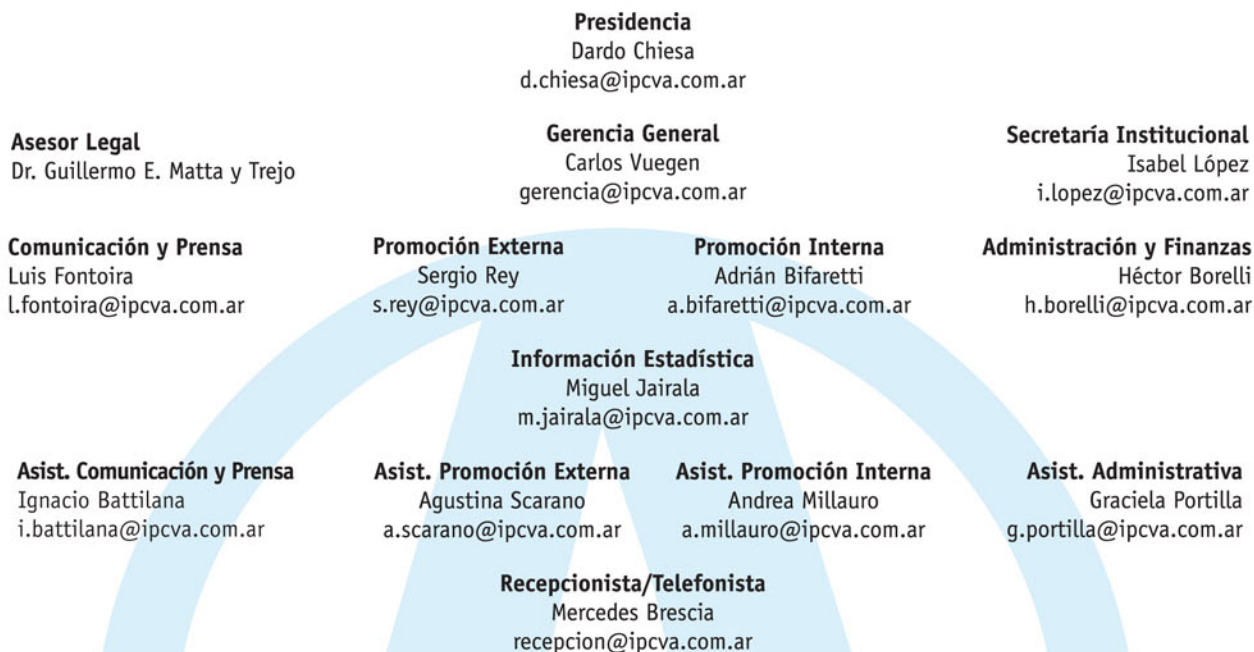 Presidencia
Dardo Chiesa
d.chiesa@ipcva.com.ar
Asesor Legal
Dr. Guillermo E. Matta y Trejo
Gerencia General
Carlos Vuegen
gerencia@ipcva.com.ar
Secretaría Institucional
Isabel López
i.lopez@ipcva.com.ar
Comunicación y Prensa
Luis Fontoira
l.fontoira@ipcva.com.ar
Promoción Externa
Sergio Rey
s.rey@ipcva.com.ar
Promoción Interna
Adrián Bifaretti
a.bifaretti@ipcva.com.ar
Administración y Finanzas
Héctor Borelli
h.borelli@ipcva.com.ar
Información Estadística
Miguel Jairala
m.jairala@ipcva.com.ar
Asist. Comunicación y Prensa
Ignacio Battilana
i.battilana@ipcva.com.ar
Asist. Promoción Externa
Agustina Scarano
a.scarano@ipcva.com.ar
Asist. Promoción Interna
Andrea Millauro
a.millauro@ipcva.com.ar
Asist. Administrativa
Graciela Portilla
g.portilla@ipcva.com.ar
Recepcionista/Telefonista
Mercedes Brescia
recepcion@ipcva.com.ar